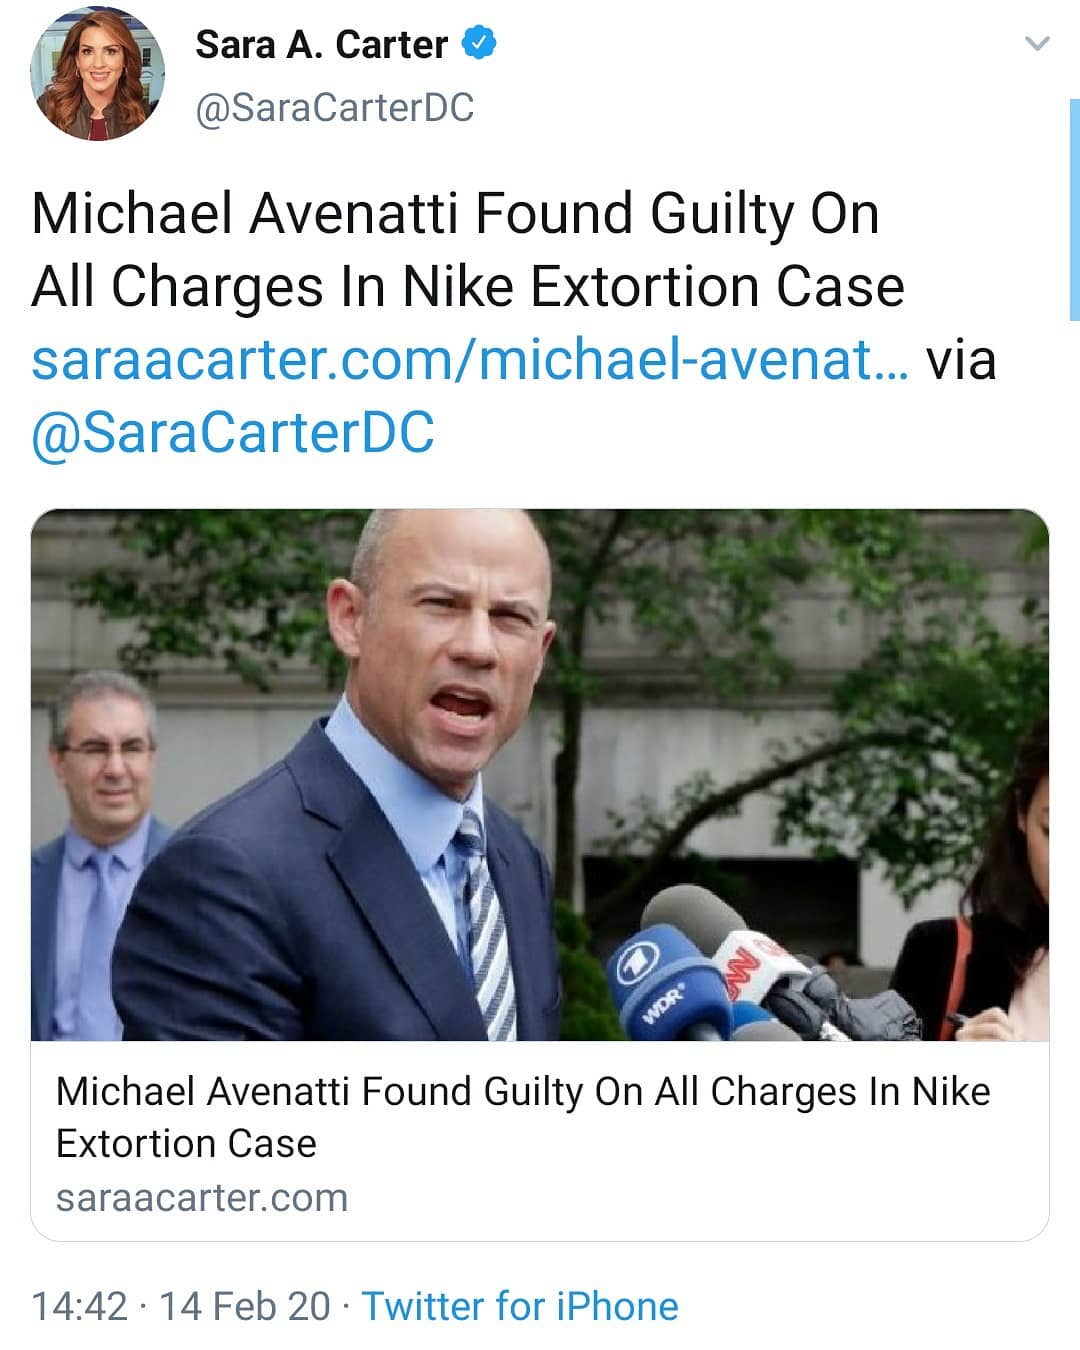 Sara A. Carter
@SaraCarterDC
Michael Avenatti Found Guilty On
All Charges In Nike Extortion Case
saraacarter.com/michael-avenat... via
@SaraCarterDC
1
WDR
CNN
Michael Avenatti Found Guilty On All Charges In Nike
Extortion Case
saraacarter.com
14:42 · 14 Feb 20 · Twitter for iPhone